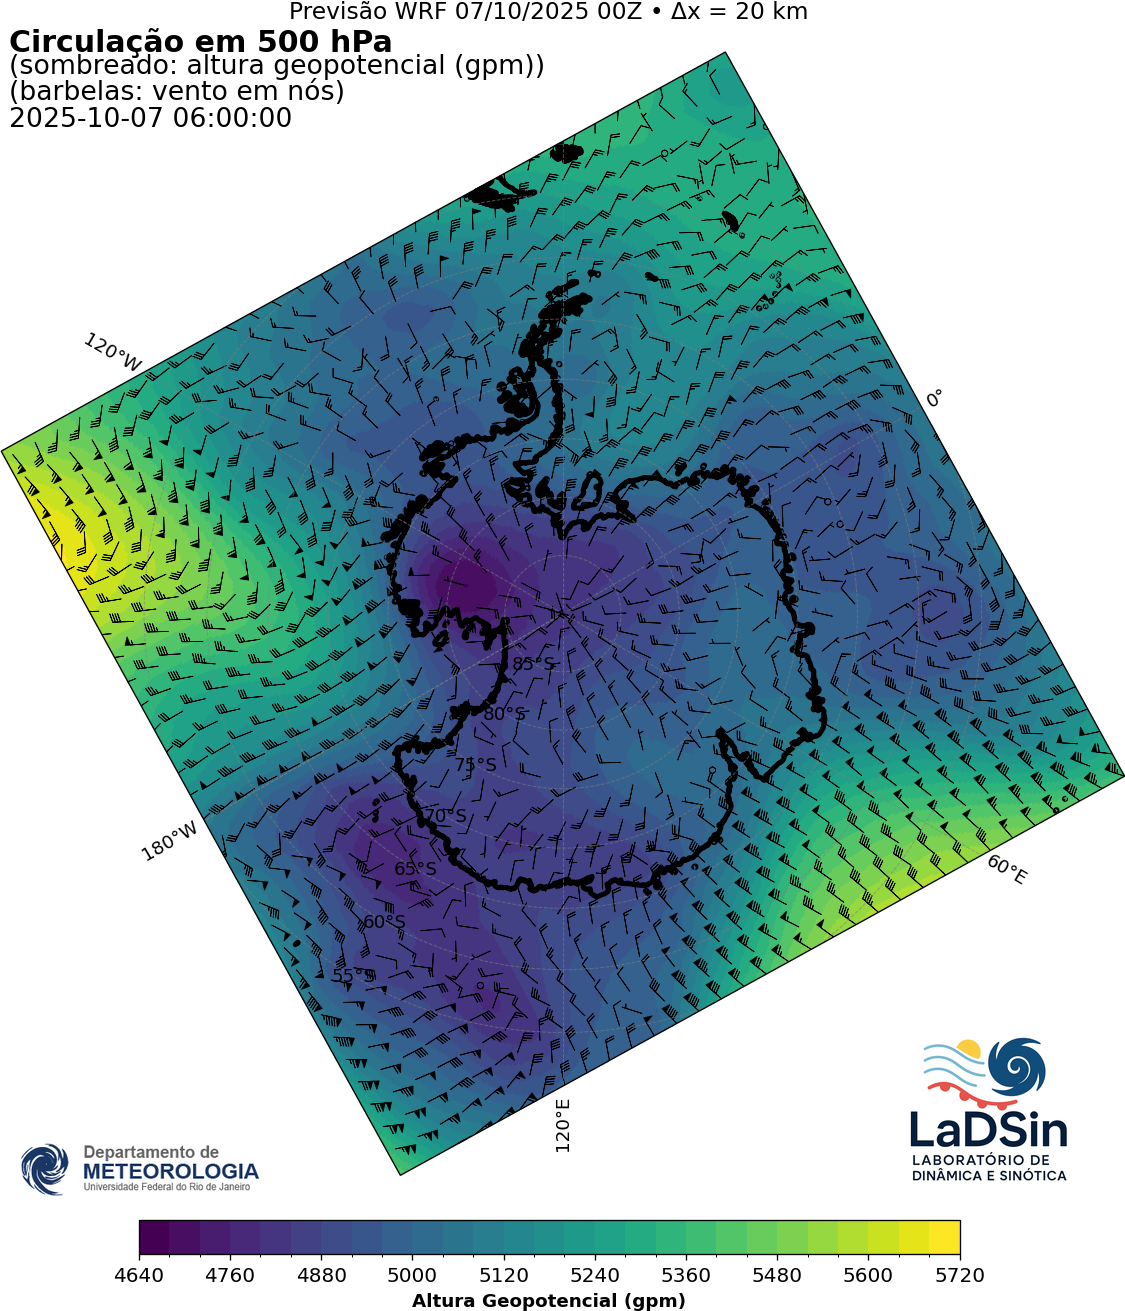 Previsão WRF 07/10/2025 00Z • Δx = 20 km
Circulação em 500 hPa
(sombreado: altura geopotencial (gpm))
(barbelas: vento em nós)
2025-10-07 06:00:00
120°W
0°
85°S
80°S
75°S
70°S
180°W
65°S
60°E
60°S
55°S
120°E
LaDSin
LABORATÓRIO DE
DINÂMICA E SINÓTICA
Departamento de
METEOROLOGIA
Universidade Federal do Rio de Janeiro
4640 4760 4880 5000 5120 5240 5360 5480 5600 5720
Altura Geopotencial (gpm)